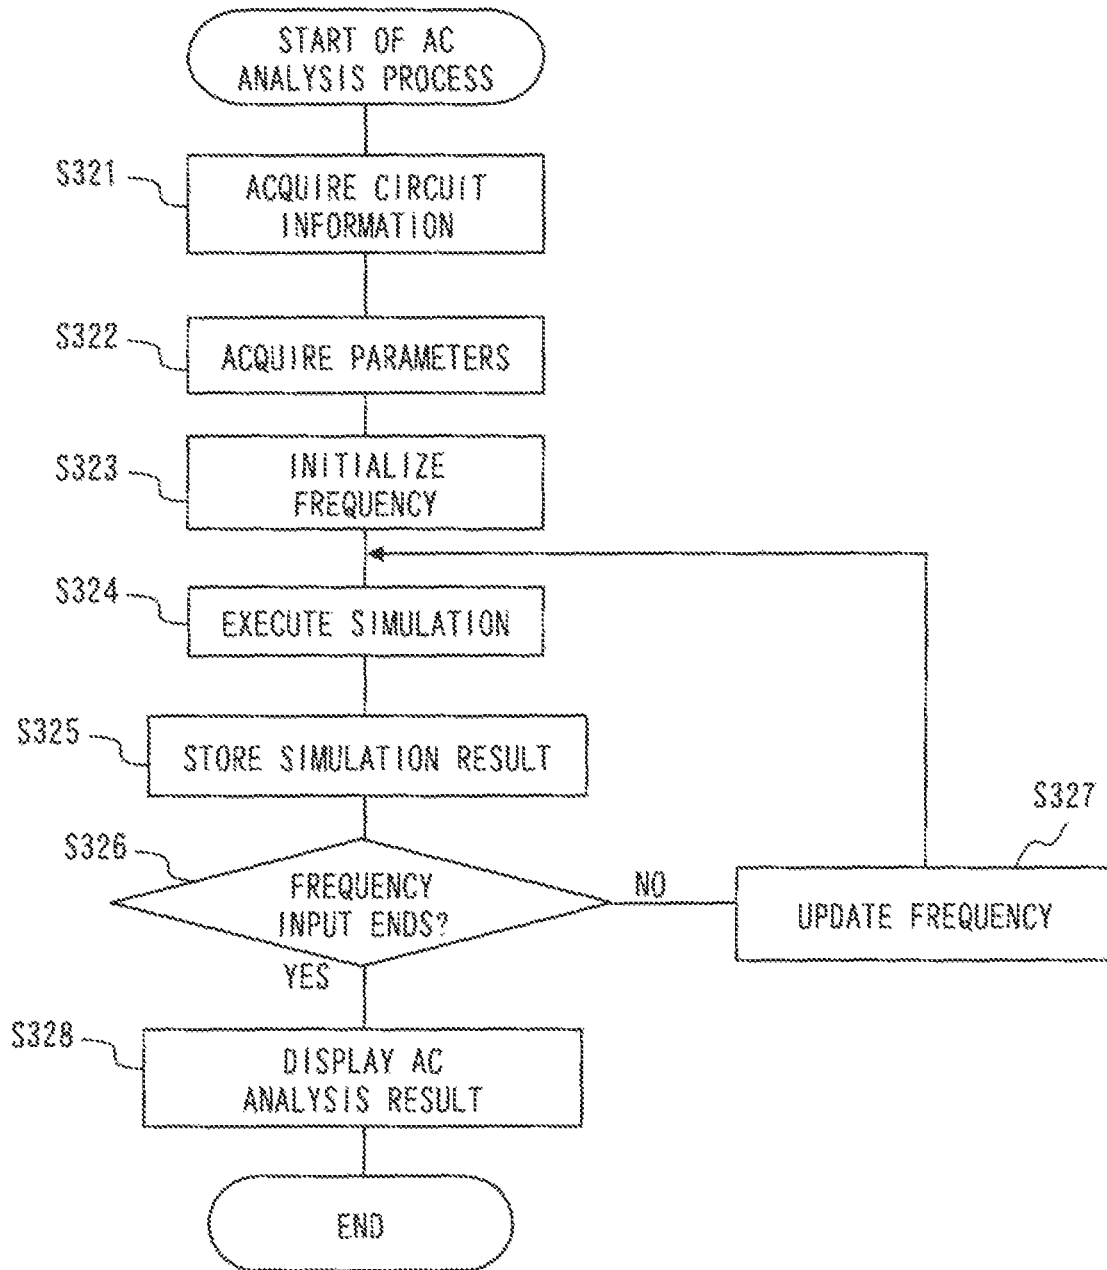 START OF AC
ANALYSIS PROCESS
S321
ACQUIRE CIRCUIT
INFORMATION
S322
ACQUIRE PARAMETERS
S323
INITIALIZE
FREQUENCY
S324
EXECUTE SIMULATION
S325
STORE SIMULATION RESULT
S326
FREQUENCY
INPUT ENDS?
NO
S327
UPDATE FREQUENCY
YES
S328
DISPLAY AC
ANALYSIS RESULT
END